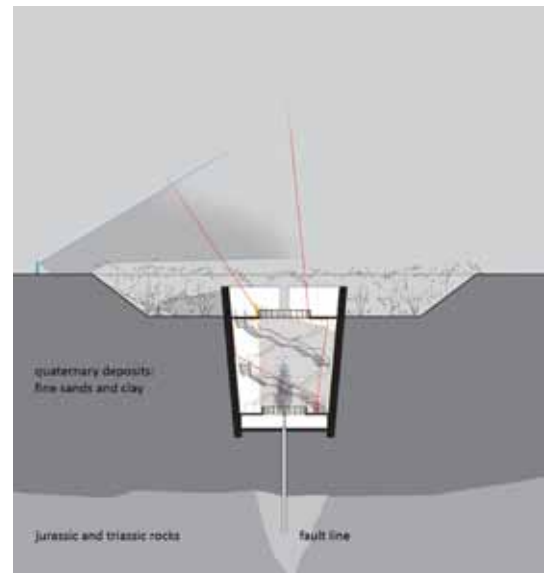 quaternary deposits:
fine sands and clay
jurassic and triassic rocks
fault line